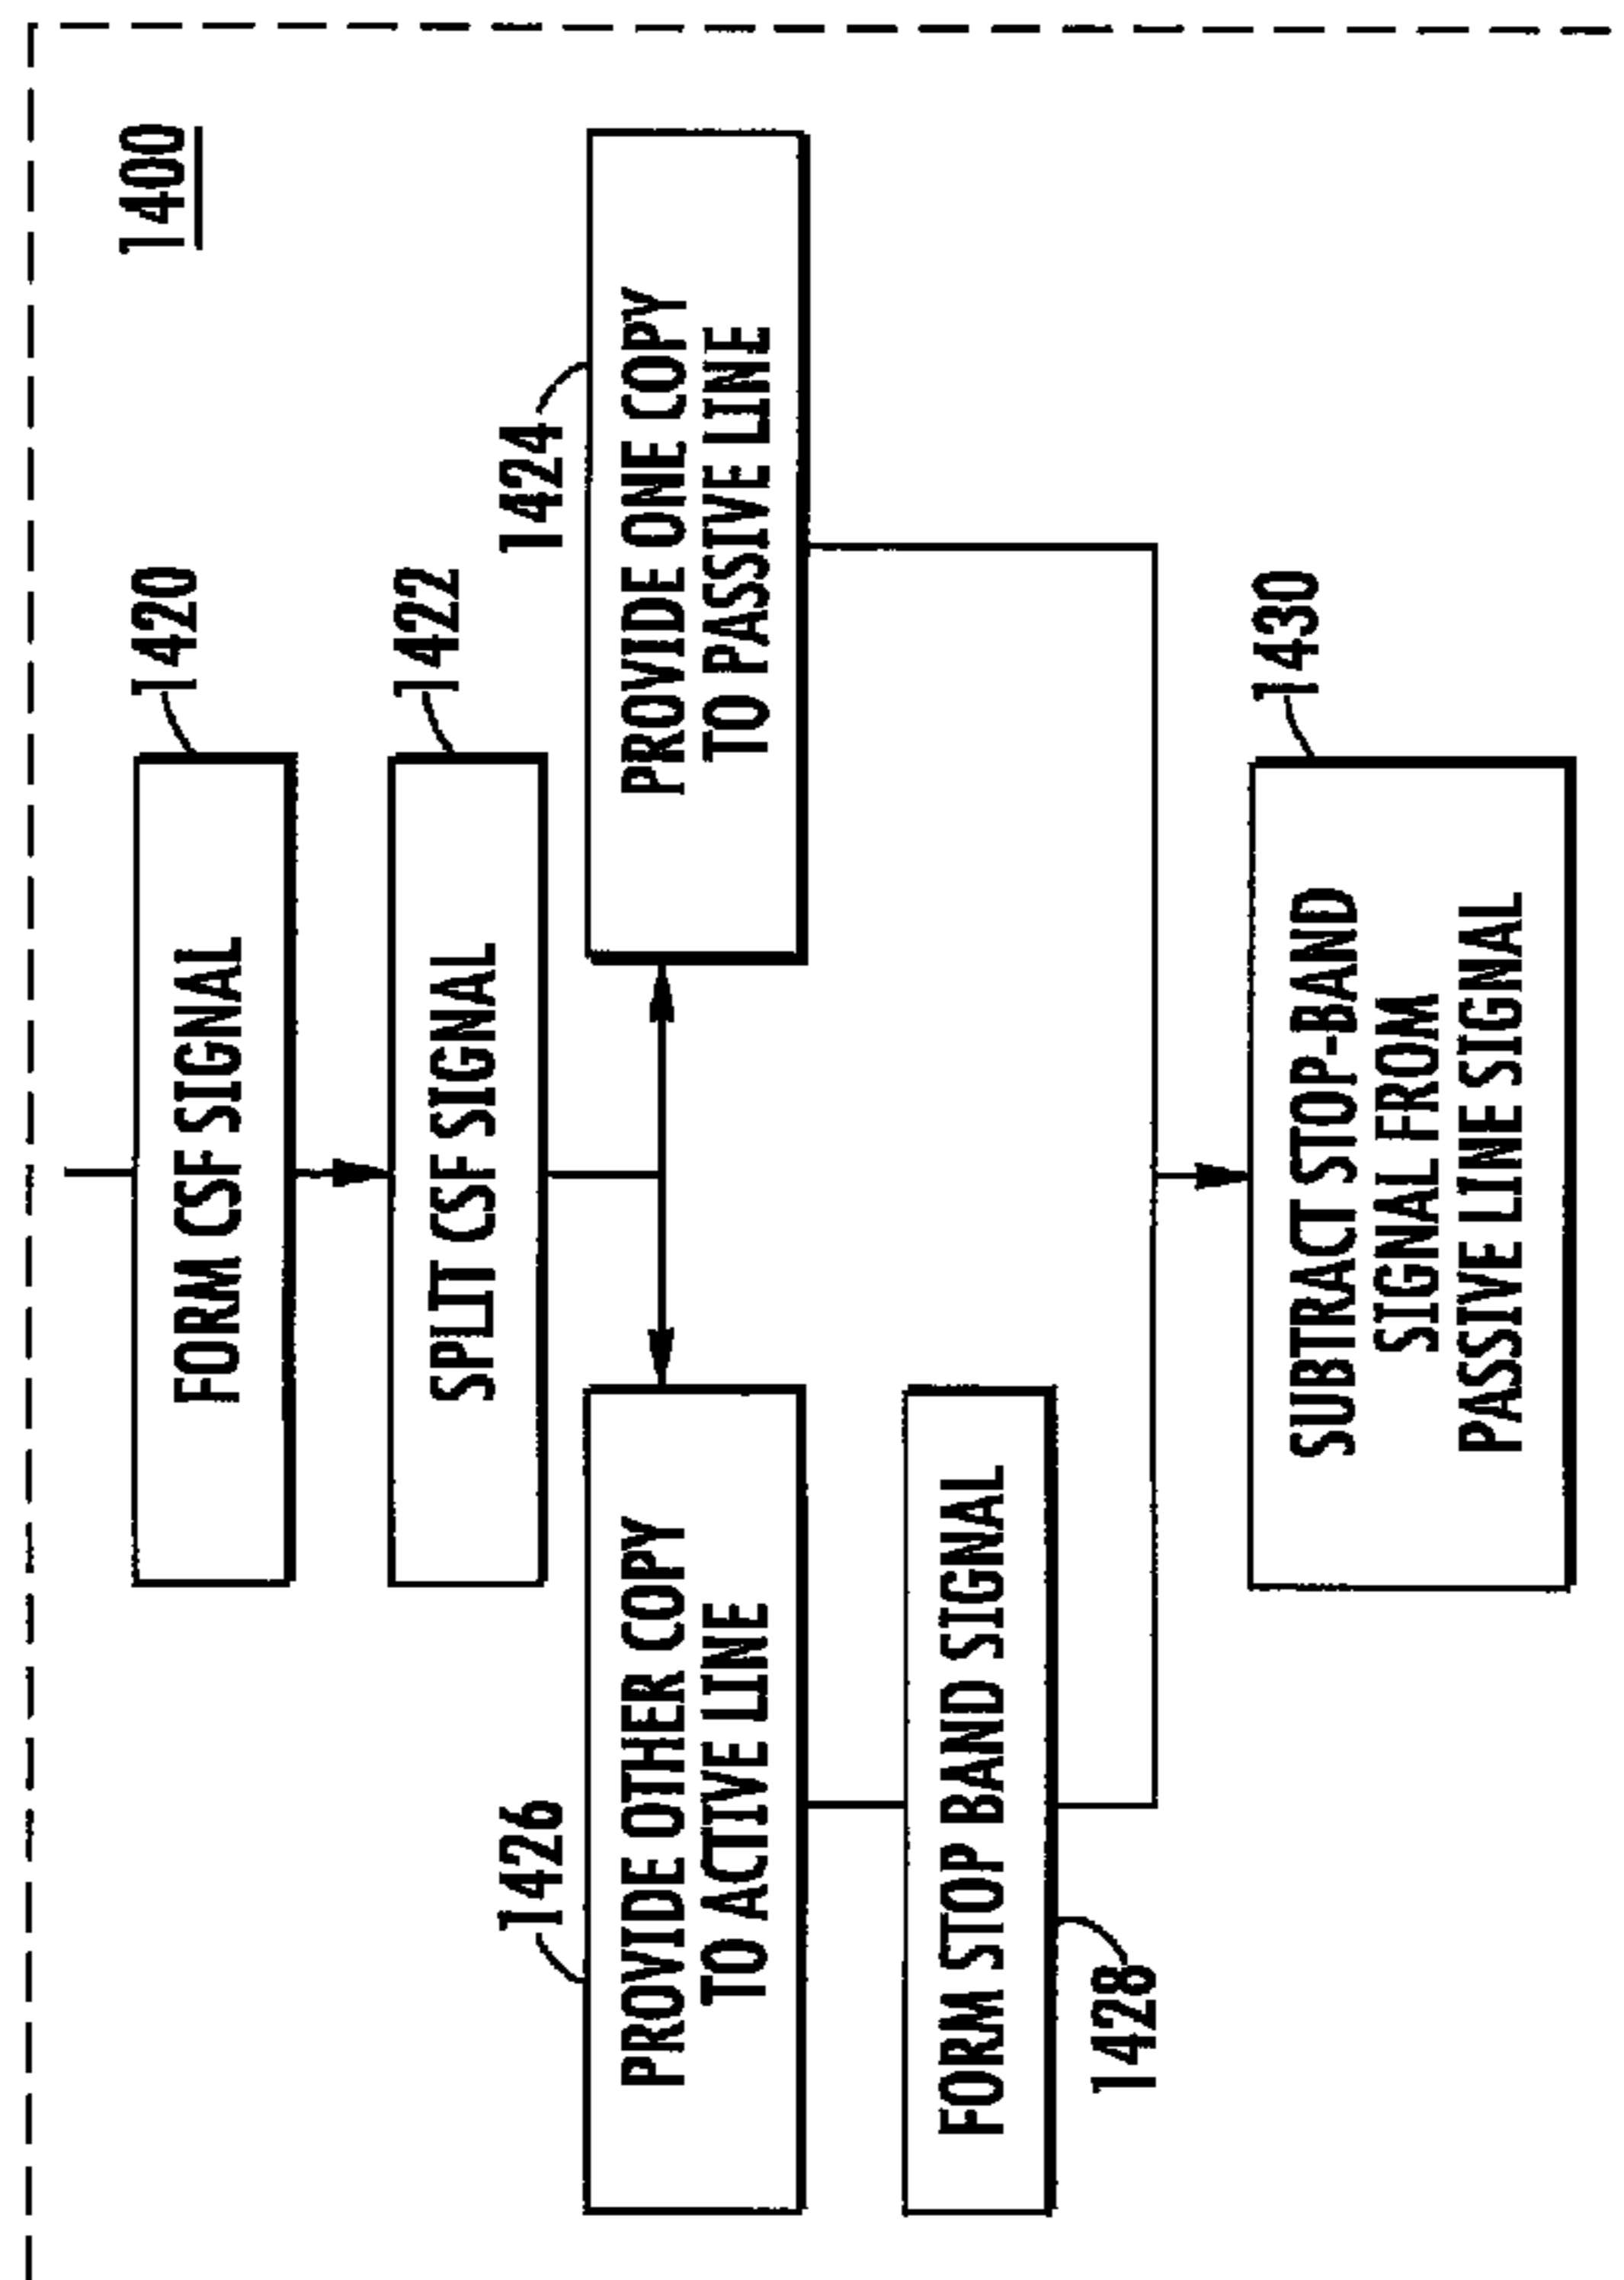 1400
1420
FORM CSF SIGNAL
1422
SPLIT CSF SIGNAL
1426
PROVIDE OTHER COPY
TO ACTIVE LINE
1424
PROVIDE ONE COPY
TO PASSIVE LINE
FORM STOP BAND SIGNAL
1428
1430
SUBTRACT STOP-BAND
SIGNAL FROM
PASSIVE LINE SIGNAL